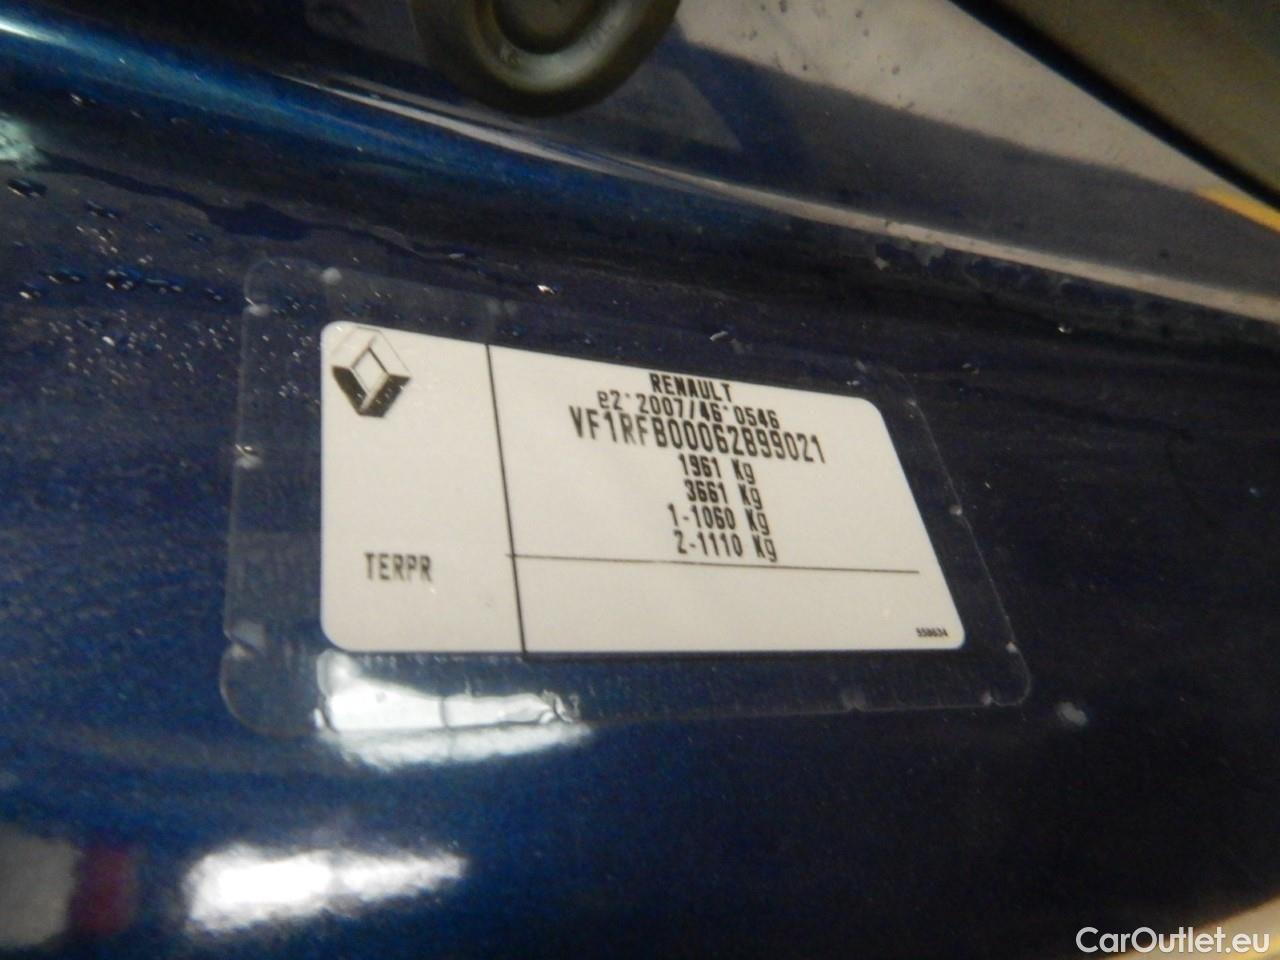 RENAULT
e2*2007/46*0546
VF1RFB00062899021
1961 Kg
3661 Kg
1-1060 Kg
2-1110 Kg
TERPR
558634
CarOutlet.eu